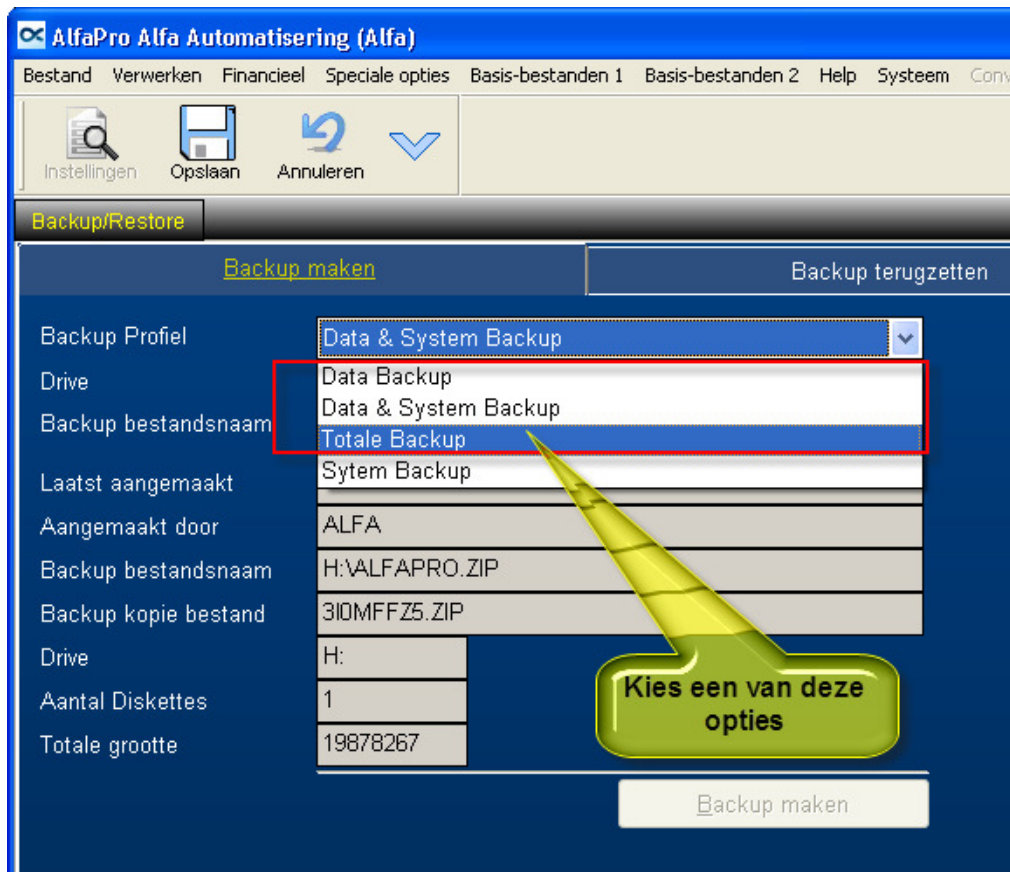 AlfaPro Alfa Automatisering (Alfa)
Bestand Verwerken Financieel Speciale opties Basis-bestanden 1 Basis-bestanden 2 Help Systeem
Instellingen Opslaan Annuleren
Backup/Restore
Backup maken Backup terugzetten
Backup Profiel Data & System Backup
Drive Data Backup
Data & System Backup
Backup bestandsnaam
Totale Backup
Sytem Backup
Laatst aangemaakt
Aangemaakt door ALFA
Backup bestandsnaam H:\ALFAPRO.ZIP
Backup kopie bestand 3I0MFFZ5.ZIP
Drive H:
Aantal Diskettes 1
Totale grootte 19878267
Kies een van deze
opties
Backup maken